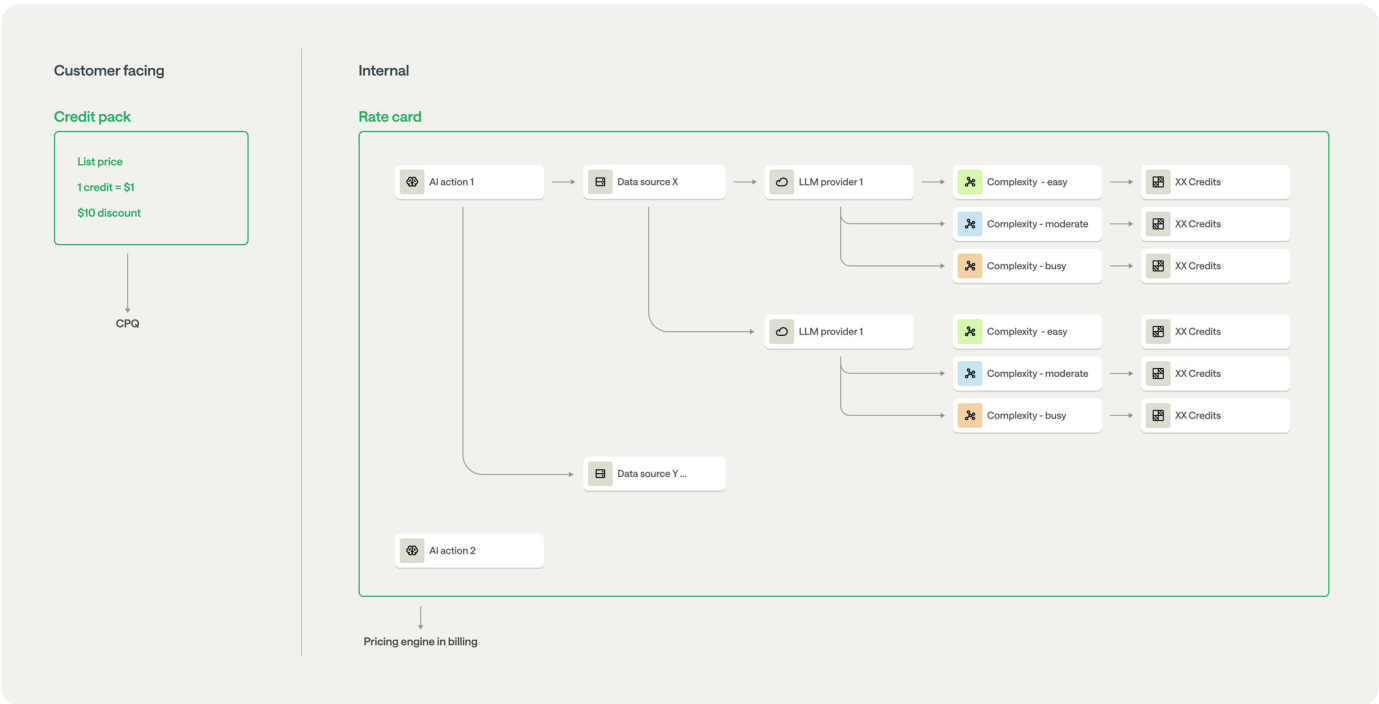 Customer facing
Internal
Credit pack
List price
1 credit = $1
$10 discount
CPQ
Rate card
AI action 1
Data source X
LLM provider 1
Complexity - easy
XX Credits
Complexity - moderate
XX Credits
Complexity - busy
XX Credits
LLM provider 1
Complexity - easy
XX Credits
Complexity - moderate
XX Credits
Complexity - busy
XX Credits
Data source Y ...
AI action 2
Pricing engine in billing